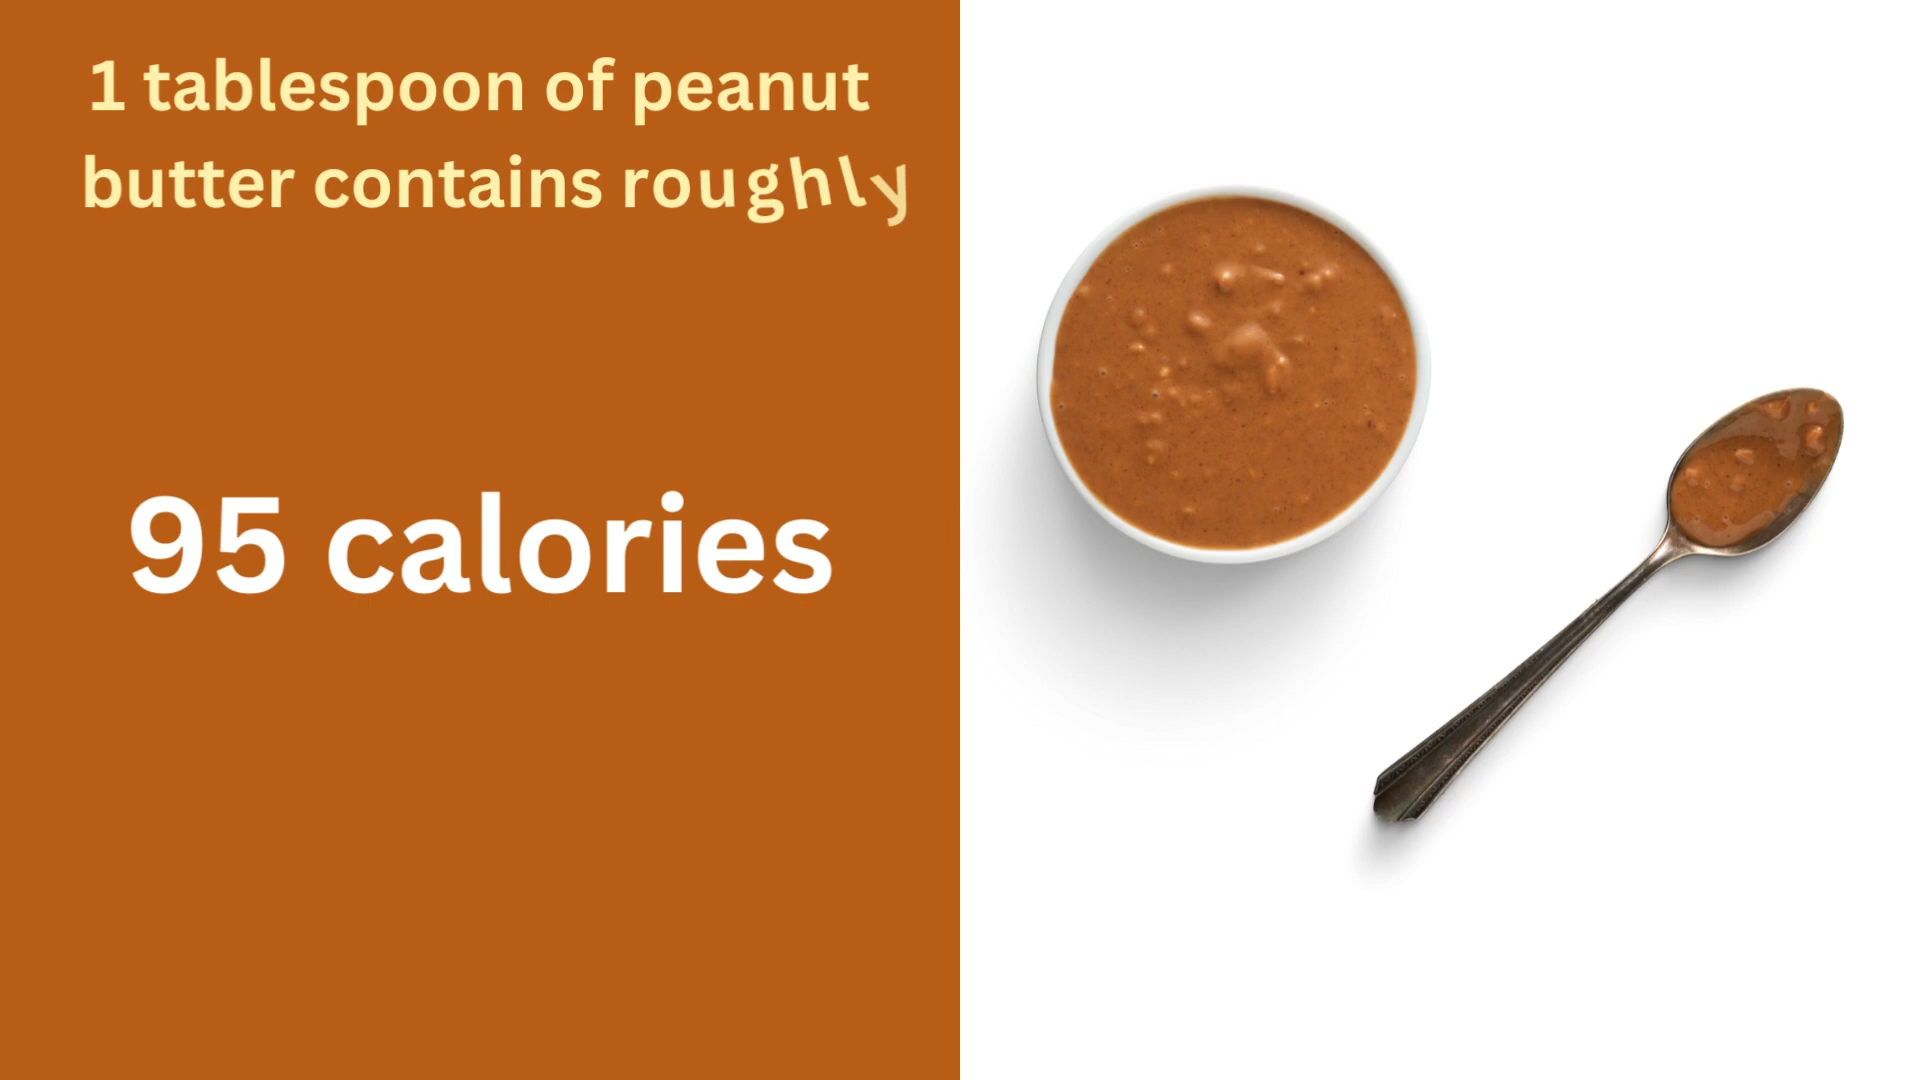 1 tablespoon of peanut
butter contains roughly
95 calories